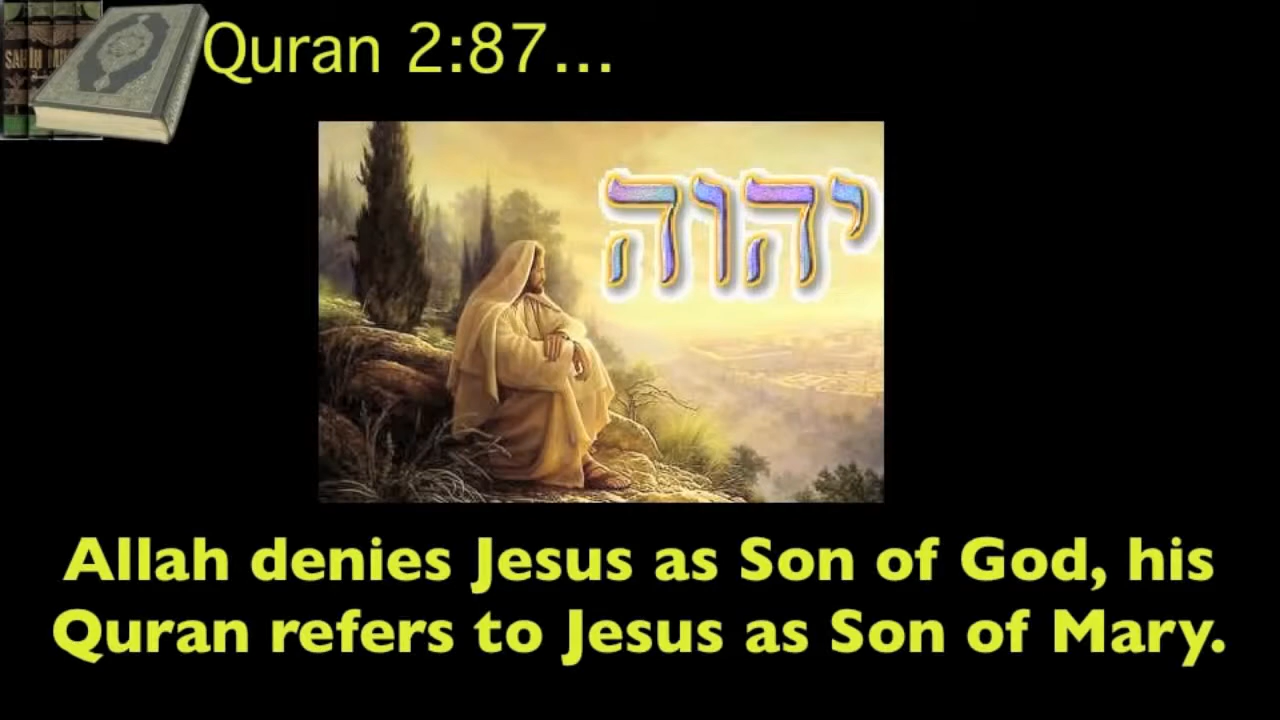 Quran 2:87...
יהוה
Allah denies Jesus as Son of God, his
Quran refers to Jesus as Son of Mary.